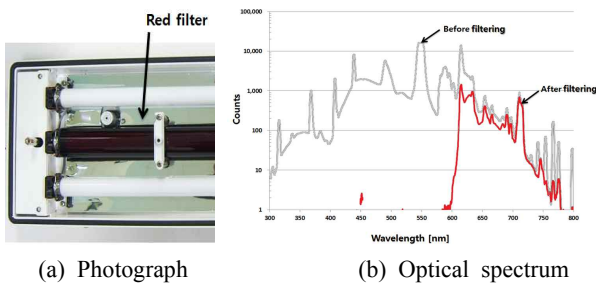 Red filter
Before filtering
After filtering
Counts
100,000
10,000
1,000
100
10
1
300 350 400 450 500 550 600 650 700 750 800
Wavelength [nm]
(a) Photograph
(b) Optical spectrum